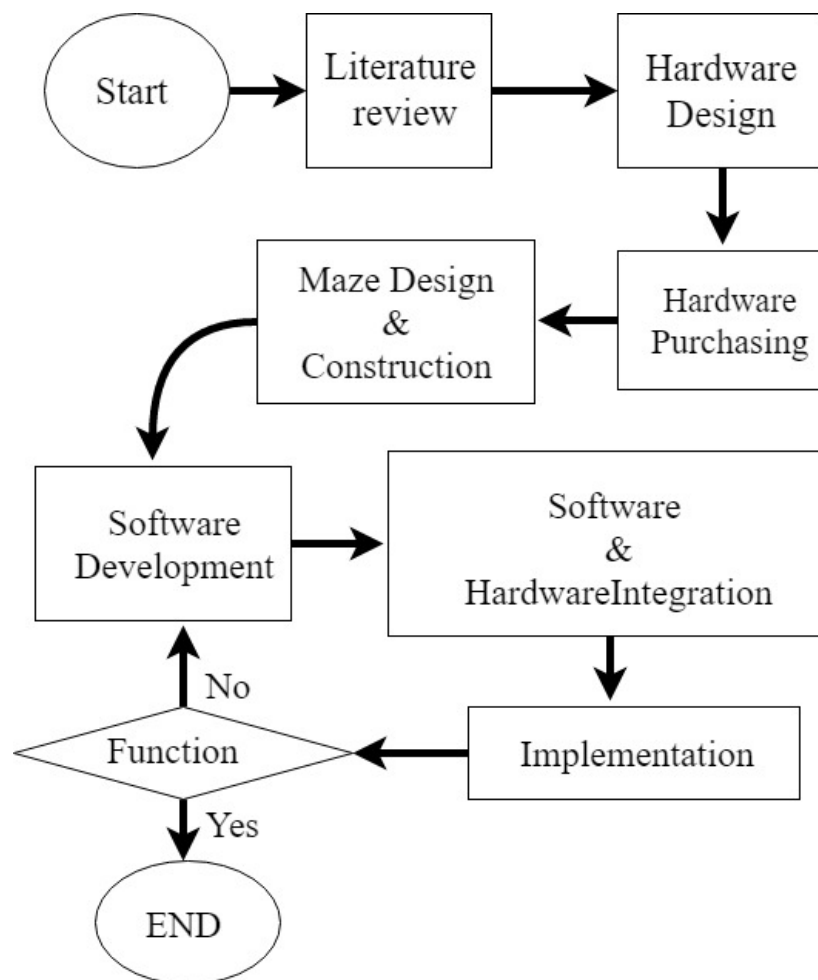 Start
Literature
review
Hardware
Design
Hardware
Purchasing
Maze Design
&
Construction
Software
Development
Software
&
HardwareIntegration
Implementation
Function
No
Yes
END